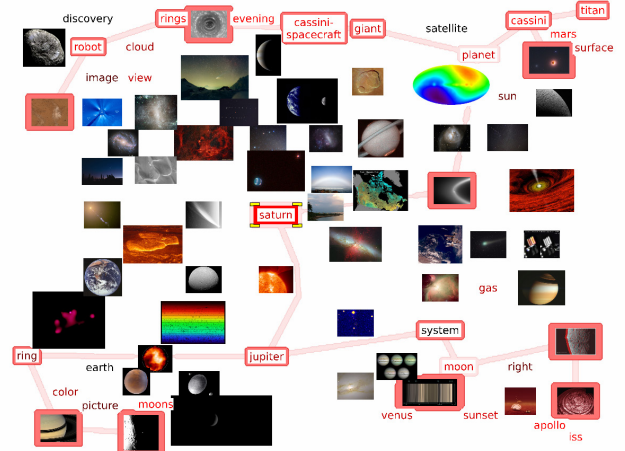 titan
discovery
rings
evening
cassini-
spacecraft
giant
satellite
cassini
mars
surface
robot
cloud
planet
image
view
sun
saturn
gas
system
ring
earth
jupiter
moon
right
color
picture
moons
venus
sunset
apollo
iss